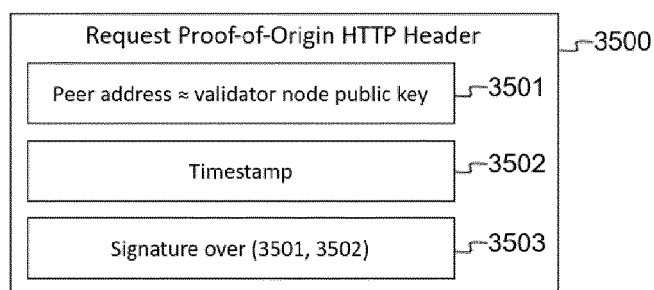 Request Proof-of-Origin HTTP Header
3500
Peer address ≈ validator node public key
3501
Timestamp
3502
Signature over (3501, 3502)
3503